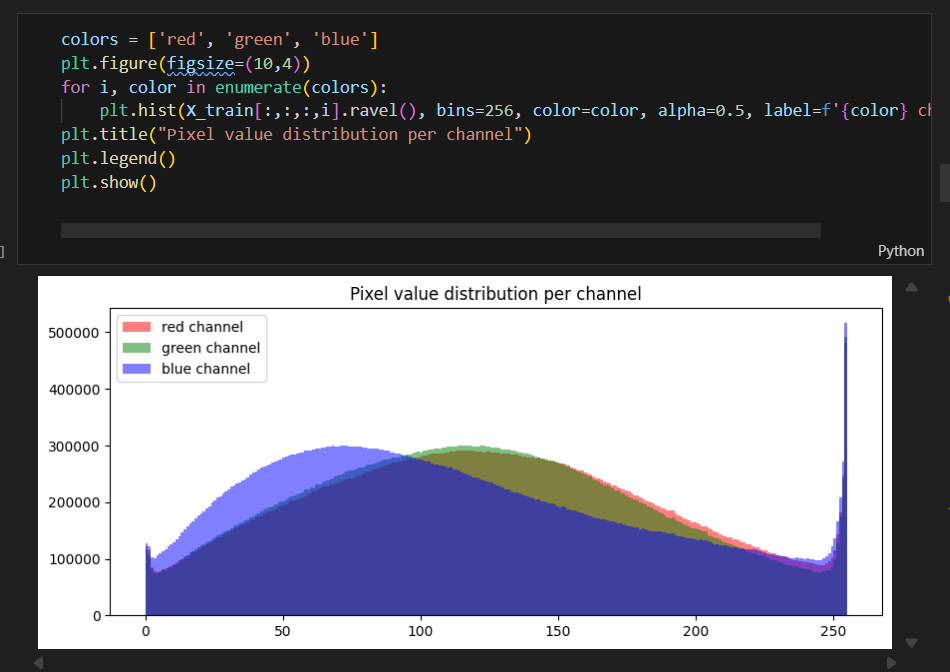 colors = ['red', 'green', 'blue']
plt.figure(figsize=(10,4))
for i, color in enumerate(colors):
    plt.hist(X_train[:,:,:,i].ravel(), bins=256, color=color, alpha=0.5, label=f'{color}
plt.title("Pixel value distribution per channel")
plt.legend()
plt.show()
]
Python
Pixel value distribution per channel
red channel
green channel
blue channel
500000
400000
300000
200000
100000
0
0 50 100 150 200 250